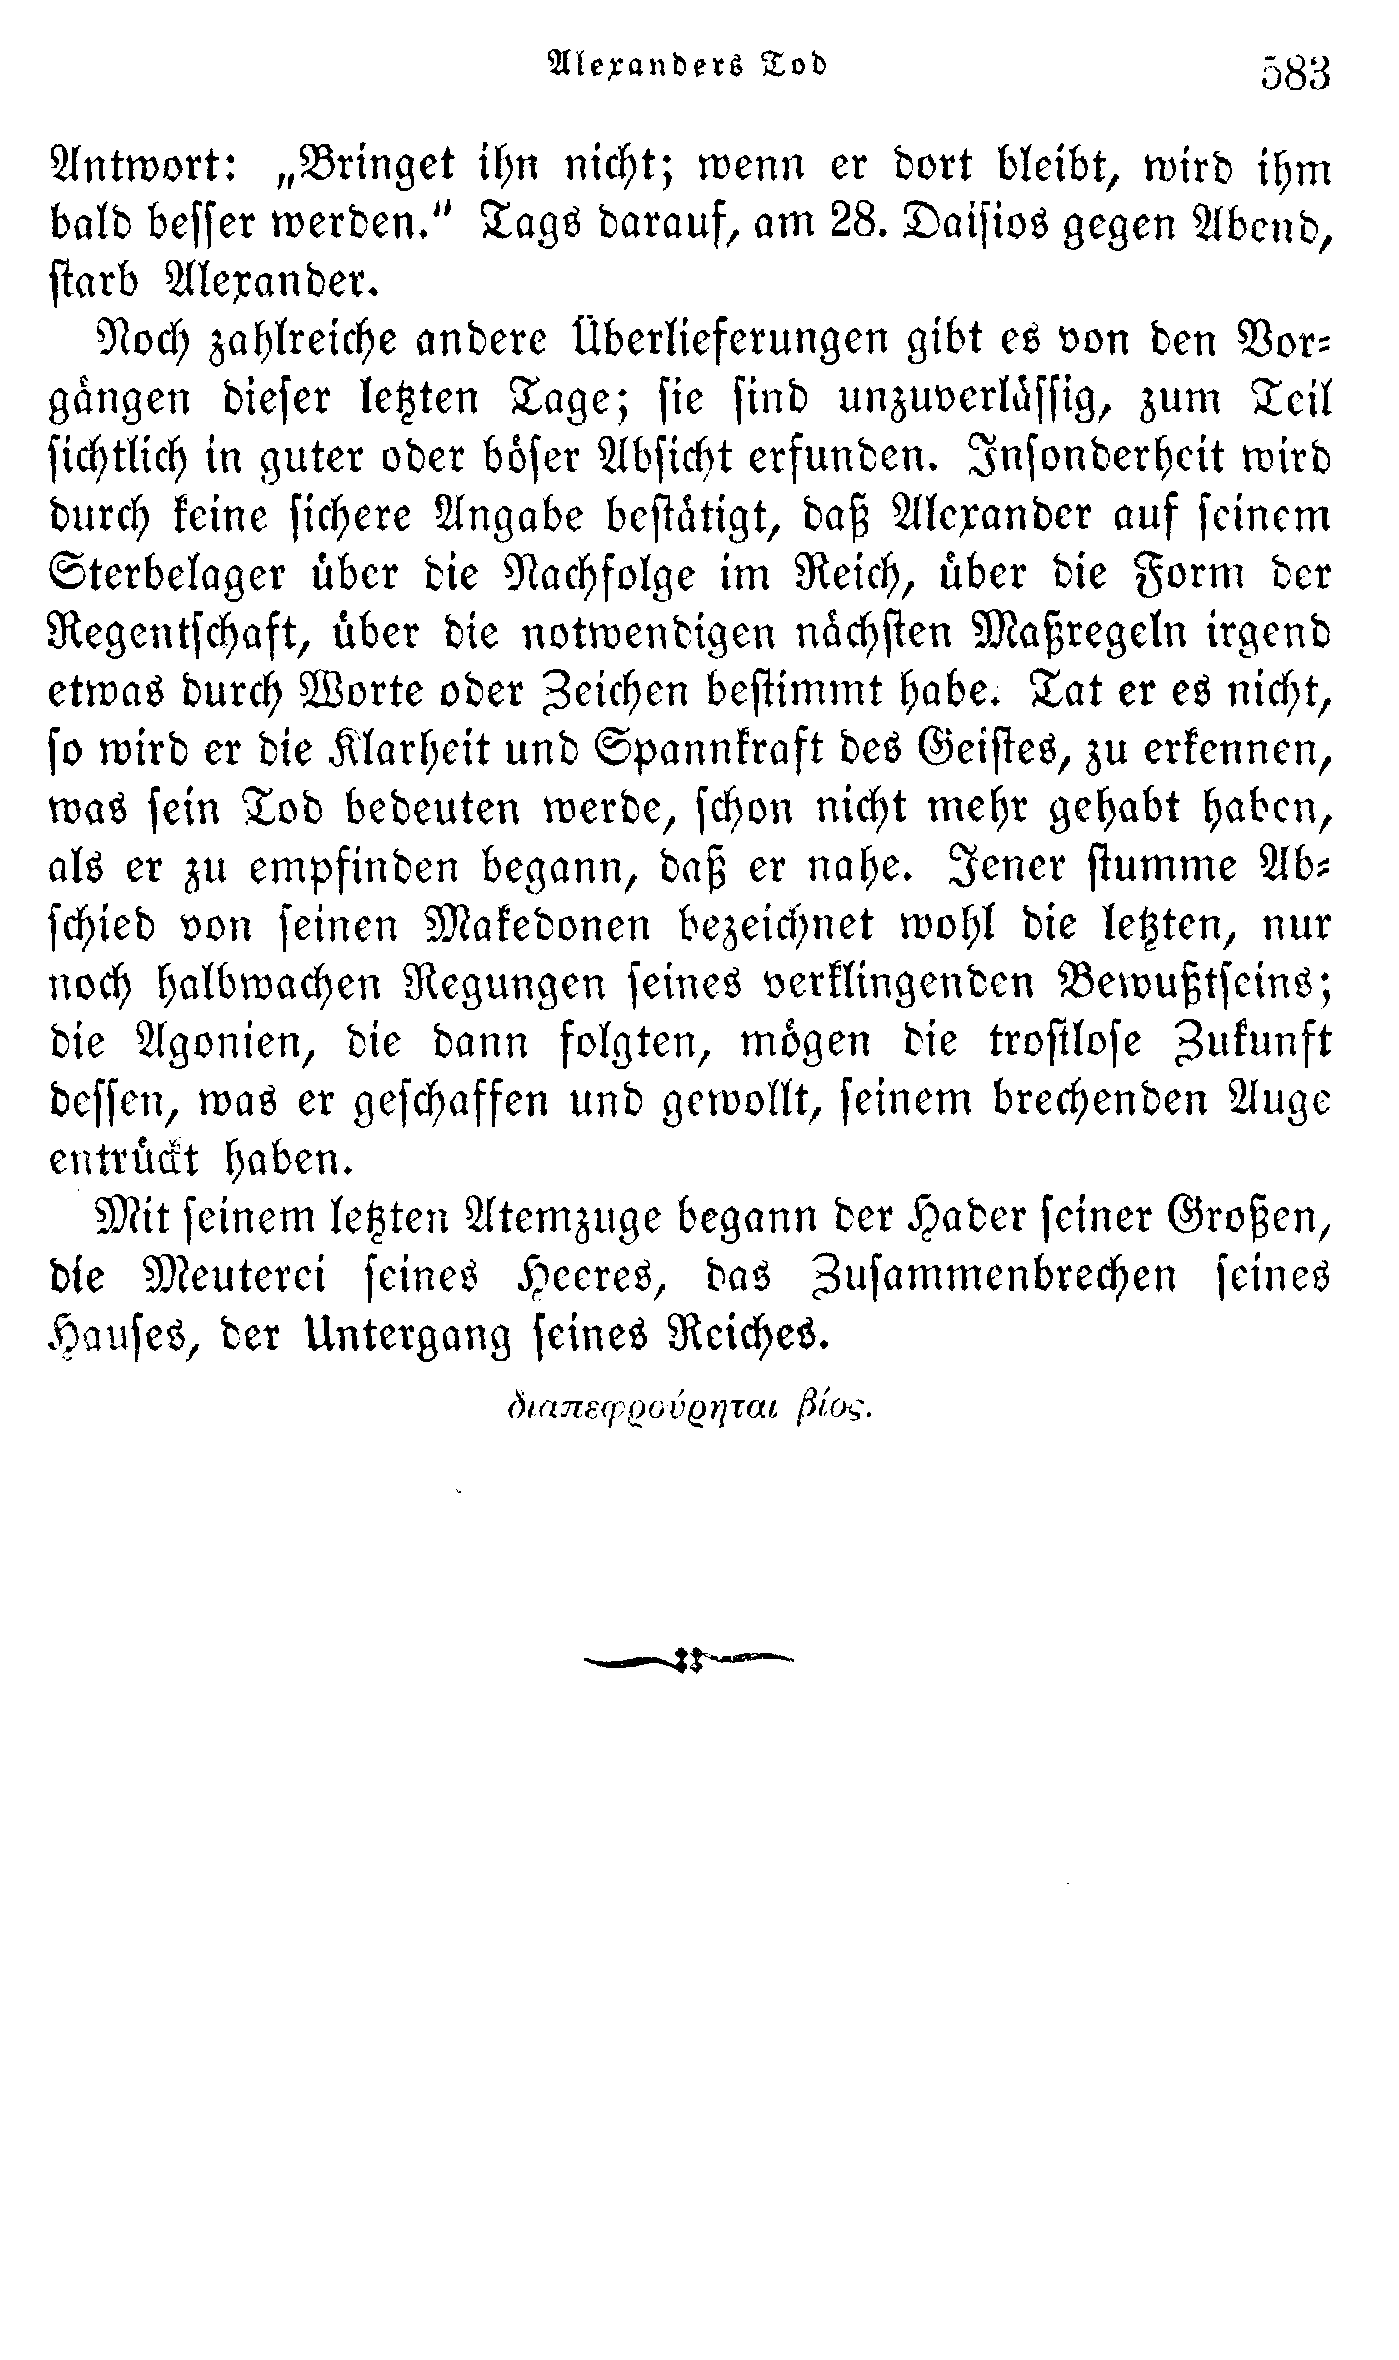 Alexanders Tod 583
Antwort: „Bringet ihn nicht; wenn er dort bleibt, wird ihm
bald besser werden.“ Tags darauf, am 28. Daisios gegen Abend,
starb Alexander.
Noch zahlreiche andere Überlieferungen gibt es von den Vor-
gängen dieser letzten Tage; sie sind unzuverlässig, zum Teil
sichtlich in guter oder böser Absicht erfunden. Insonderheit wird
durch keine sichere Angabe bestätigt, daß Alexander auf seinem
Sterbelager über die Nachfolge im Reich, über die Form der
Regentschaft, über die notwendigen nächsten Maßregeln irgend
etwas durch Worte oder Zeichen bestimmt habe. Tat er es nicht,
so wird er die Klarheit und Spannkraft des Geistes, zu erkennen,
was sein Tod bedeuten werde, schon nicht mehr gehabt haben,
als er zu empfinden begann, daß er nahe. Jener stumme Ab-
schied von seinen Makedonen bezeichnet wohl die letzten, nur
noch halbwachen Regungen seines verklingenden Bewußtseins;
die Agonien, die dann folgten, mögen die trostlose Zukunft
dessen, was er geschaffen und gewollt, seinem brechenden Auge
entrückt haben.
Mit seinem letzten Atemzuge begann der Hader seiner Großen,
die Meuterei seines Heeres, das Zusammenbrechen seines
Hauses, der Untergang seines Reiches.
διαπεφρούρηται βίος.